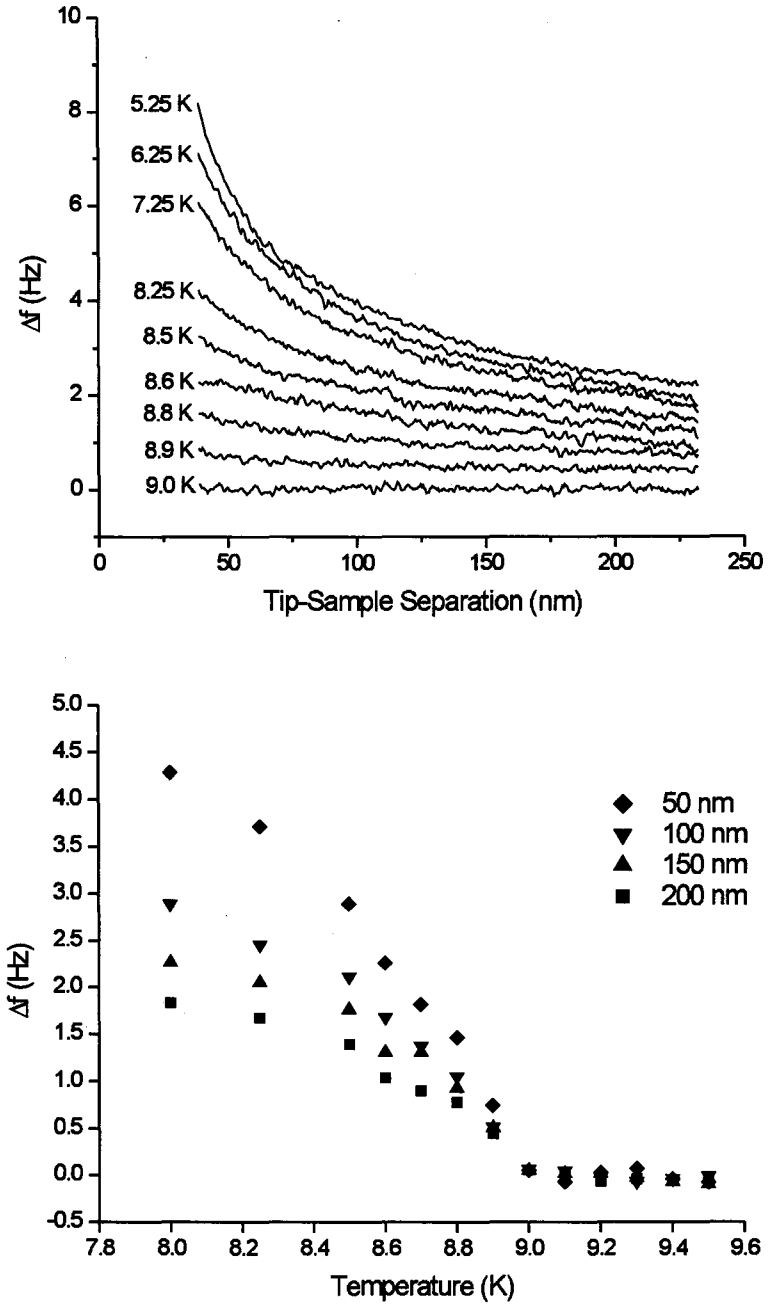 10
8
6
4
2
0
Δf (Hz)
5.25 K
6.25 K
7.25 K
8.25 K
8.5 K
8.6 K
8.8 K
8.9 K
9.0 K
0 50 100 150 200 250
Tip-Sample Separation (nm)
5.0
4.5
4.0
3.5
3.0
2.5
2.0
1.5
1.0
0.5
0.0
-0.5
Δf (Hz)
50 nm
100 nm
150 nm
200 nm
7.8 8.0 8.2 8.4 8.6 8.8 9.0 9.2 9.4 9.6
Temperature (K)